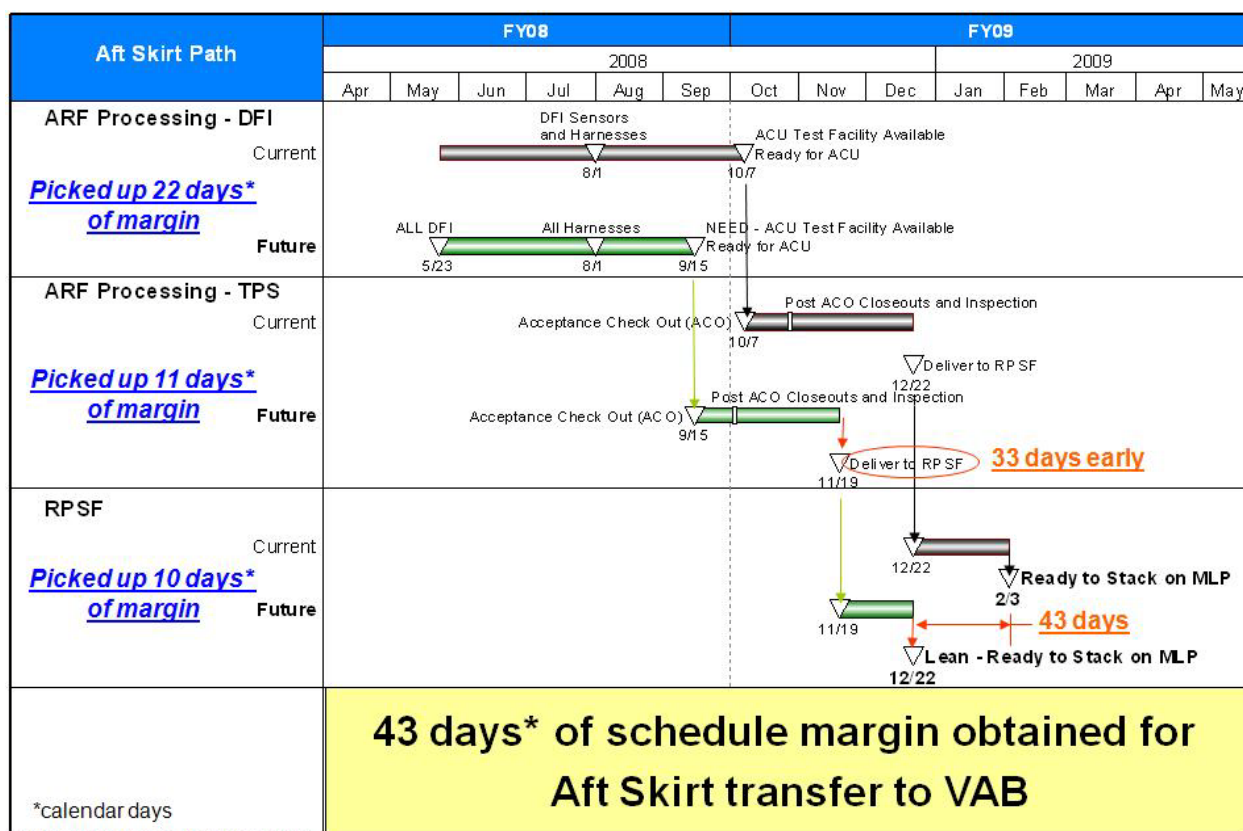 Aft Skirt Path
FY08
FY09
2008
2009
Apr May Jun Jul Aug Sep Oct Nov Dec Jan Feb Mar Apr May
ARF Processing - DFI
Current
DFI Sensors
and Harnesses
ACU Test Facility Available
Ready for ACU
8/1
10/7
Picked up 22 days*
of margin
Future
ALL DFI
All Harnesses
NEED - ACU Test Facility Available
Ready for ACU
5/23
8/1
9/15
ARF Processing - TPS
Current
Post ACO Closeouts and Inspection
Acceptance Check Out (ACO)
10/7
Deliver to RPSF
12/22
Picked up 11 days*
of margin
Future
Post ACO Closeouts and Inspection
Acceptance Check Out (ACO)
9/15
Deliver to RPSF
33 days early
11/19
RPSF
Current
12/22
Ready to Stack on MLP
2/3
Picked up 10 days*
of margin
Future
11/19
43 days
Lean - Ready to Stack on MLP
12/22
43 days* of schedule margin obtained for
Aft Skirt transfer to VAB
*calendar days